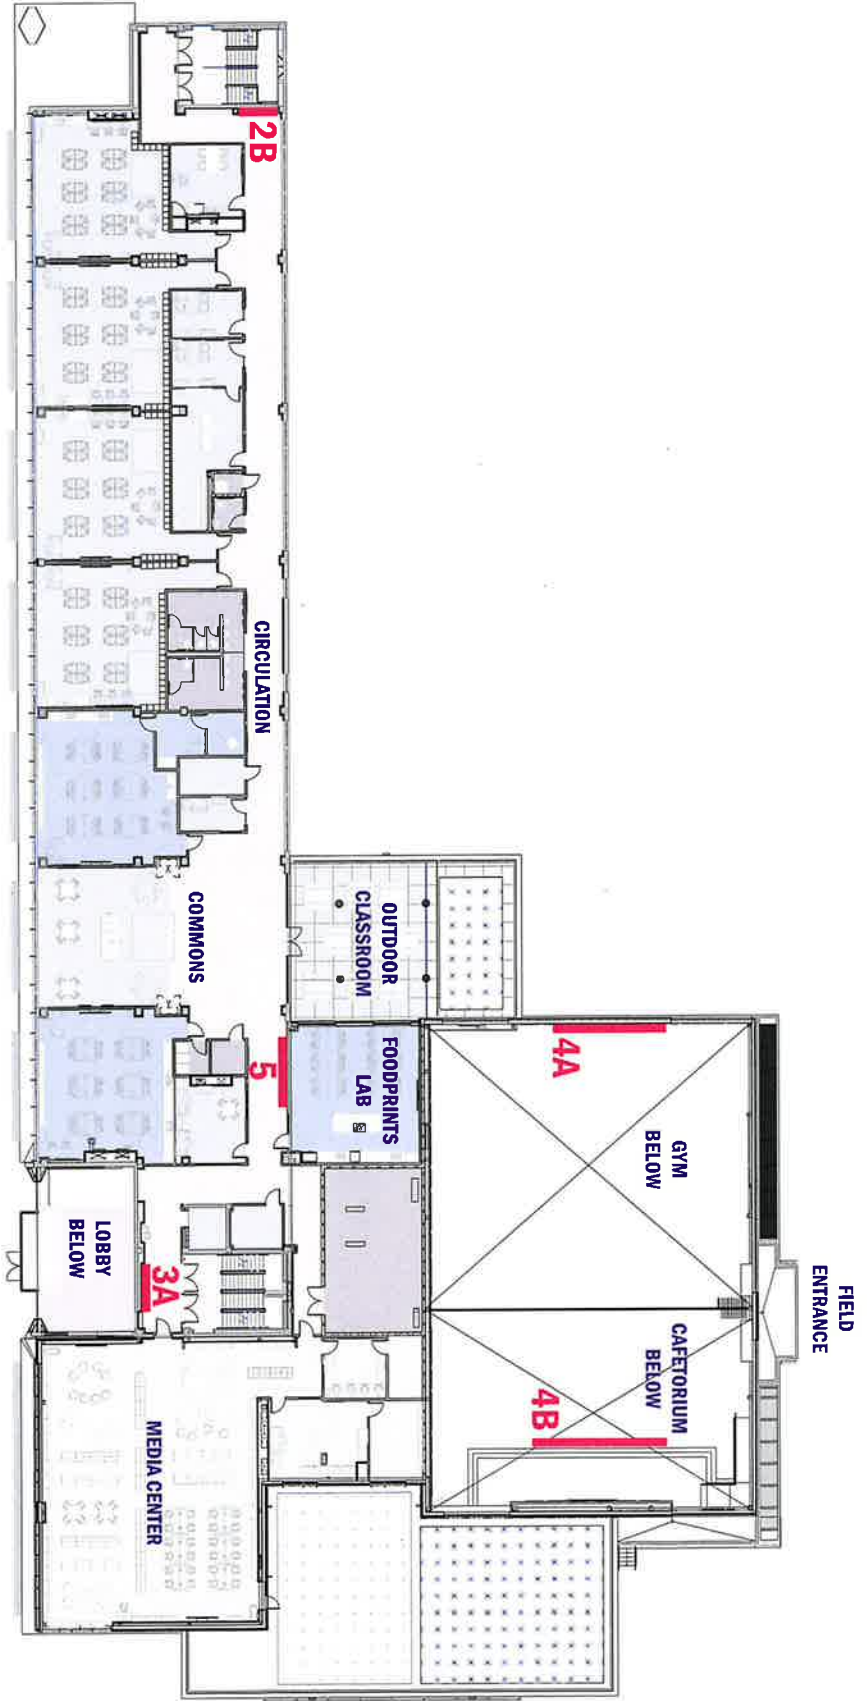 2B
CIRCULATION
COMMONS
OUTDOOR
CLASSROOM
FOODPRINTS
LAB
5
4A
GYM
BELOW
LOBBY
BELOW
3A
FIELD
ENTRANCE
CAFETORIUM
BELOW
4B
MEDIA CENTER